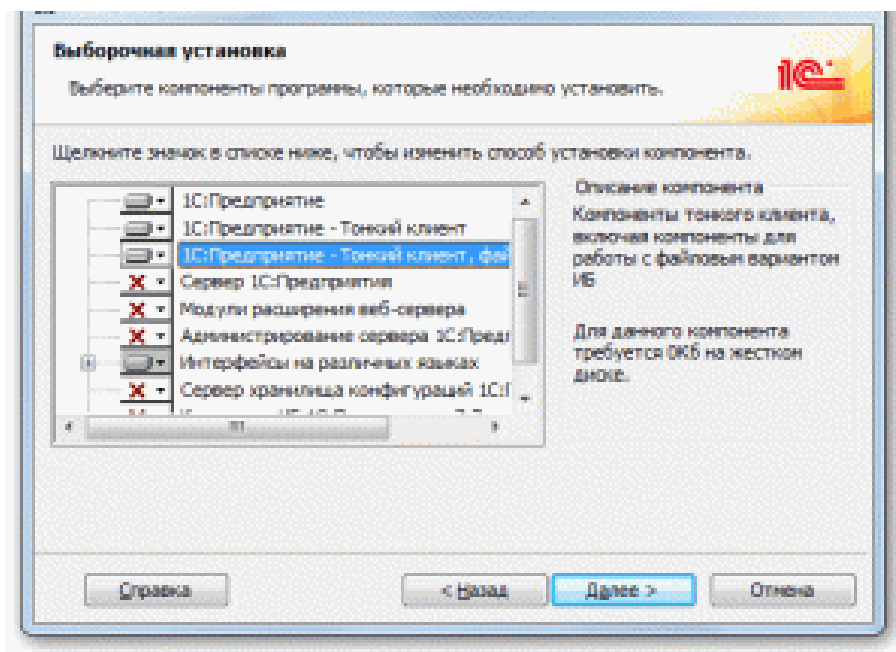 Выборочная установка
Выберите компоненты программы, которые необходимо установить.
1С
Щелкните значок в списке ниже, чтобы изменить способ установки компонента.
1С:Предприятие
1С:Предприятие - Тонкий клиент
1С:Предприятие - Тонкий клиент, фай
Сервер 1С:Предприятия
Модули расширения веб-сервера
Администрирование сервера 1С:Предп
Интерфейсы на различных языках
Сервер хранилища конфигураций 1С:П
Описание компонента
Компоненты тонкого клиента,
включая компоненты для
работы с файловым вариантом
ИБ
Для данного компонента
требуется 0Кб на жестком
диске.
Справка
< Назад
Далее >
Отмена